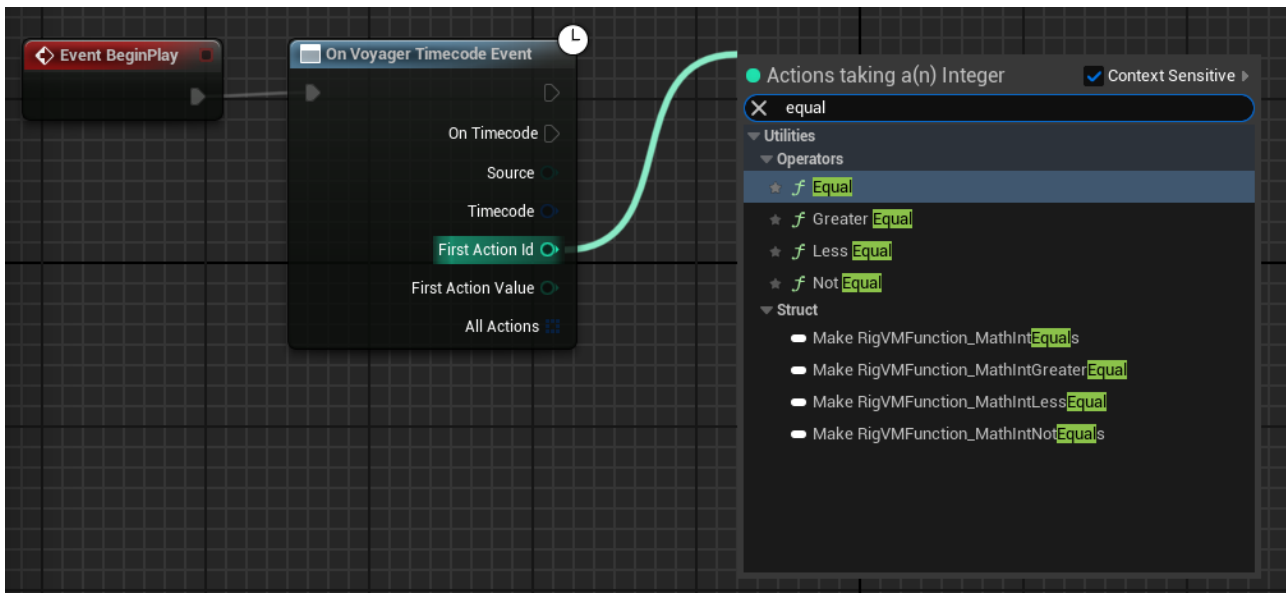 Event BeginPlay
On Voyager Timecode Event
On Timecode
Source
Timecode
First Action Id
First Action Value
All Actions
Actions taking a(n) Integer
Context Sensitive
equal
Utilities
Operators
Equal
Greater Equal
Less Equal
Not Equal
Struct
Make RigVMFunction_MathIntEquals
Make RigVMFunction_MathIntGreaterEqual
Make RigVMFunction_MathIntLessEqual
Make RigVMFunction_MathIntNotEquals